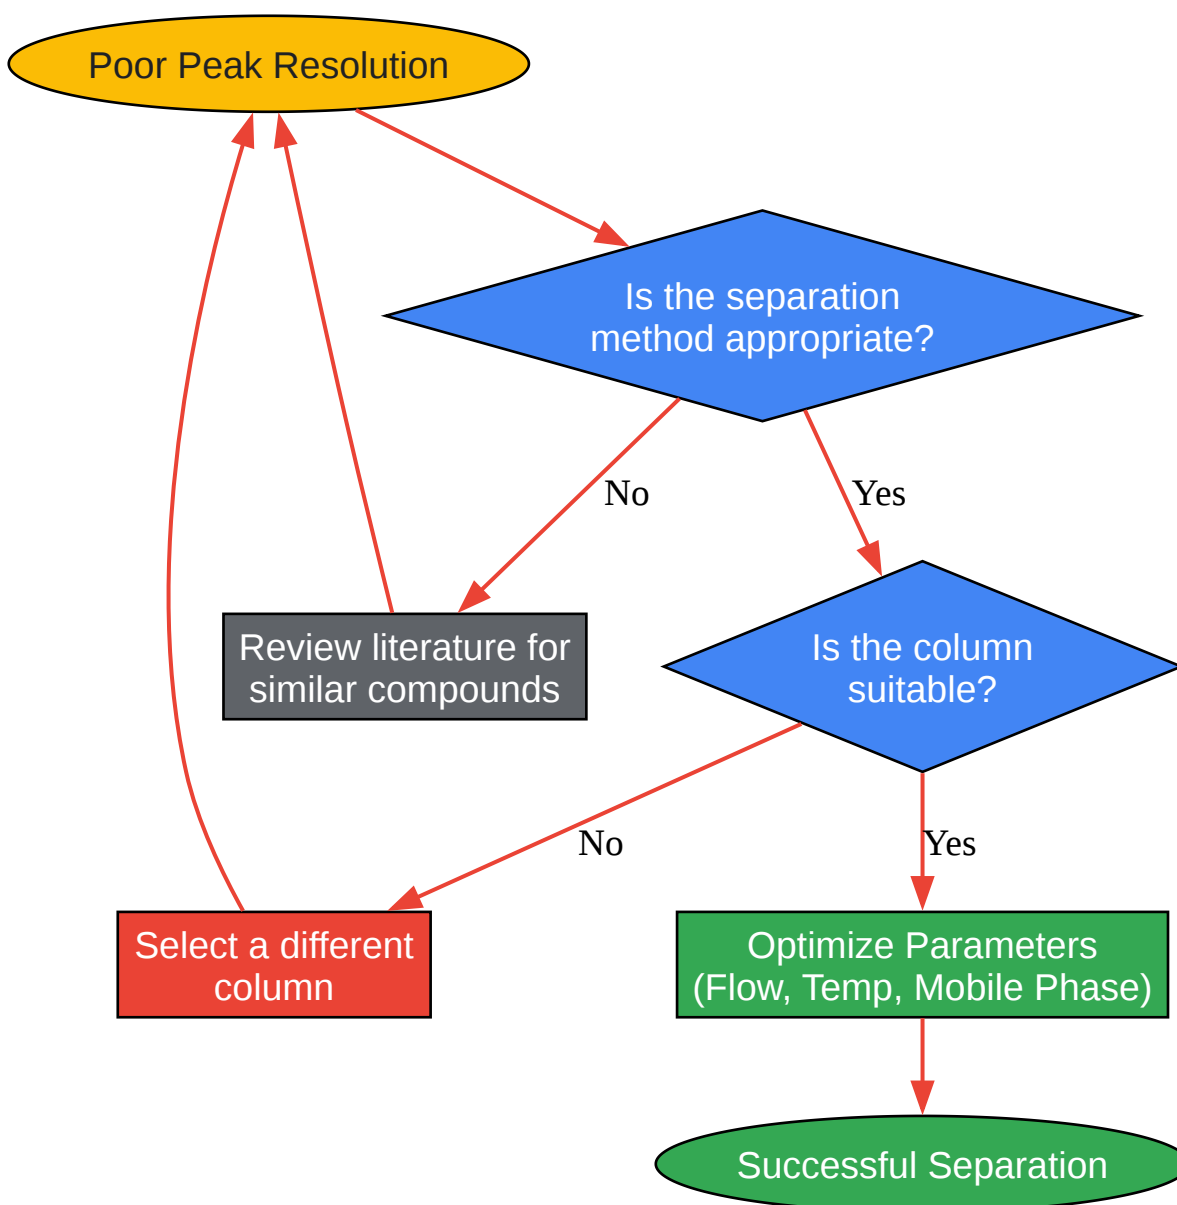 Poor Peak Resolution
Is the separation
method appropriate?
No
Yes
Review literature for
similar compounds
Is the column
suitable?
No
Yes
Select a different
column
Optimize Parameters
(Flow, Temp, Mobile Phase)
Successful Separation